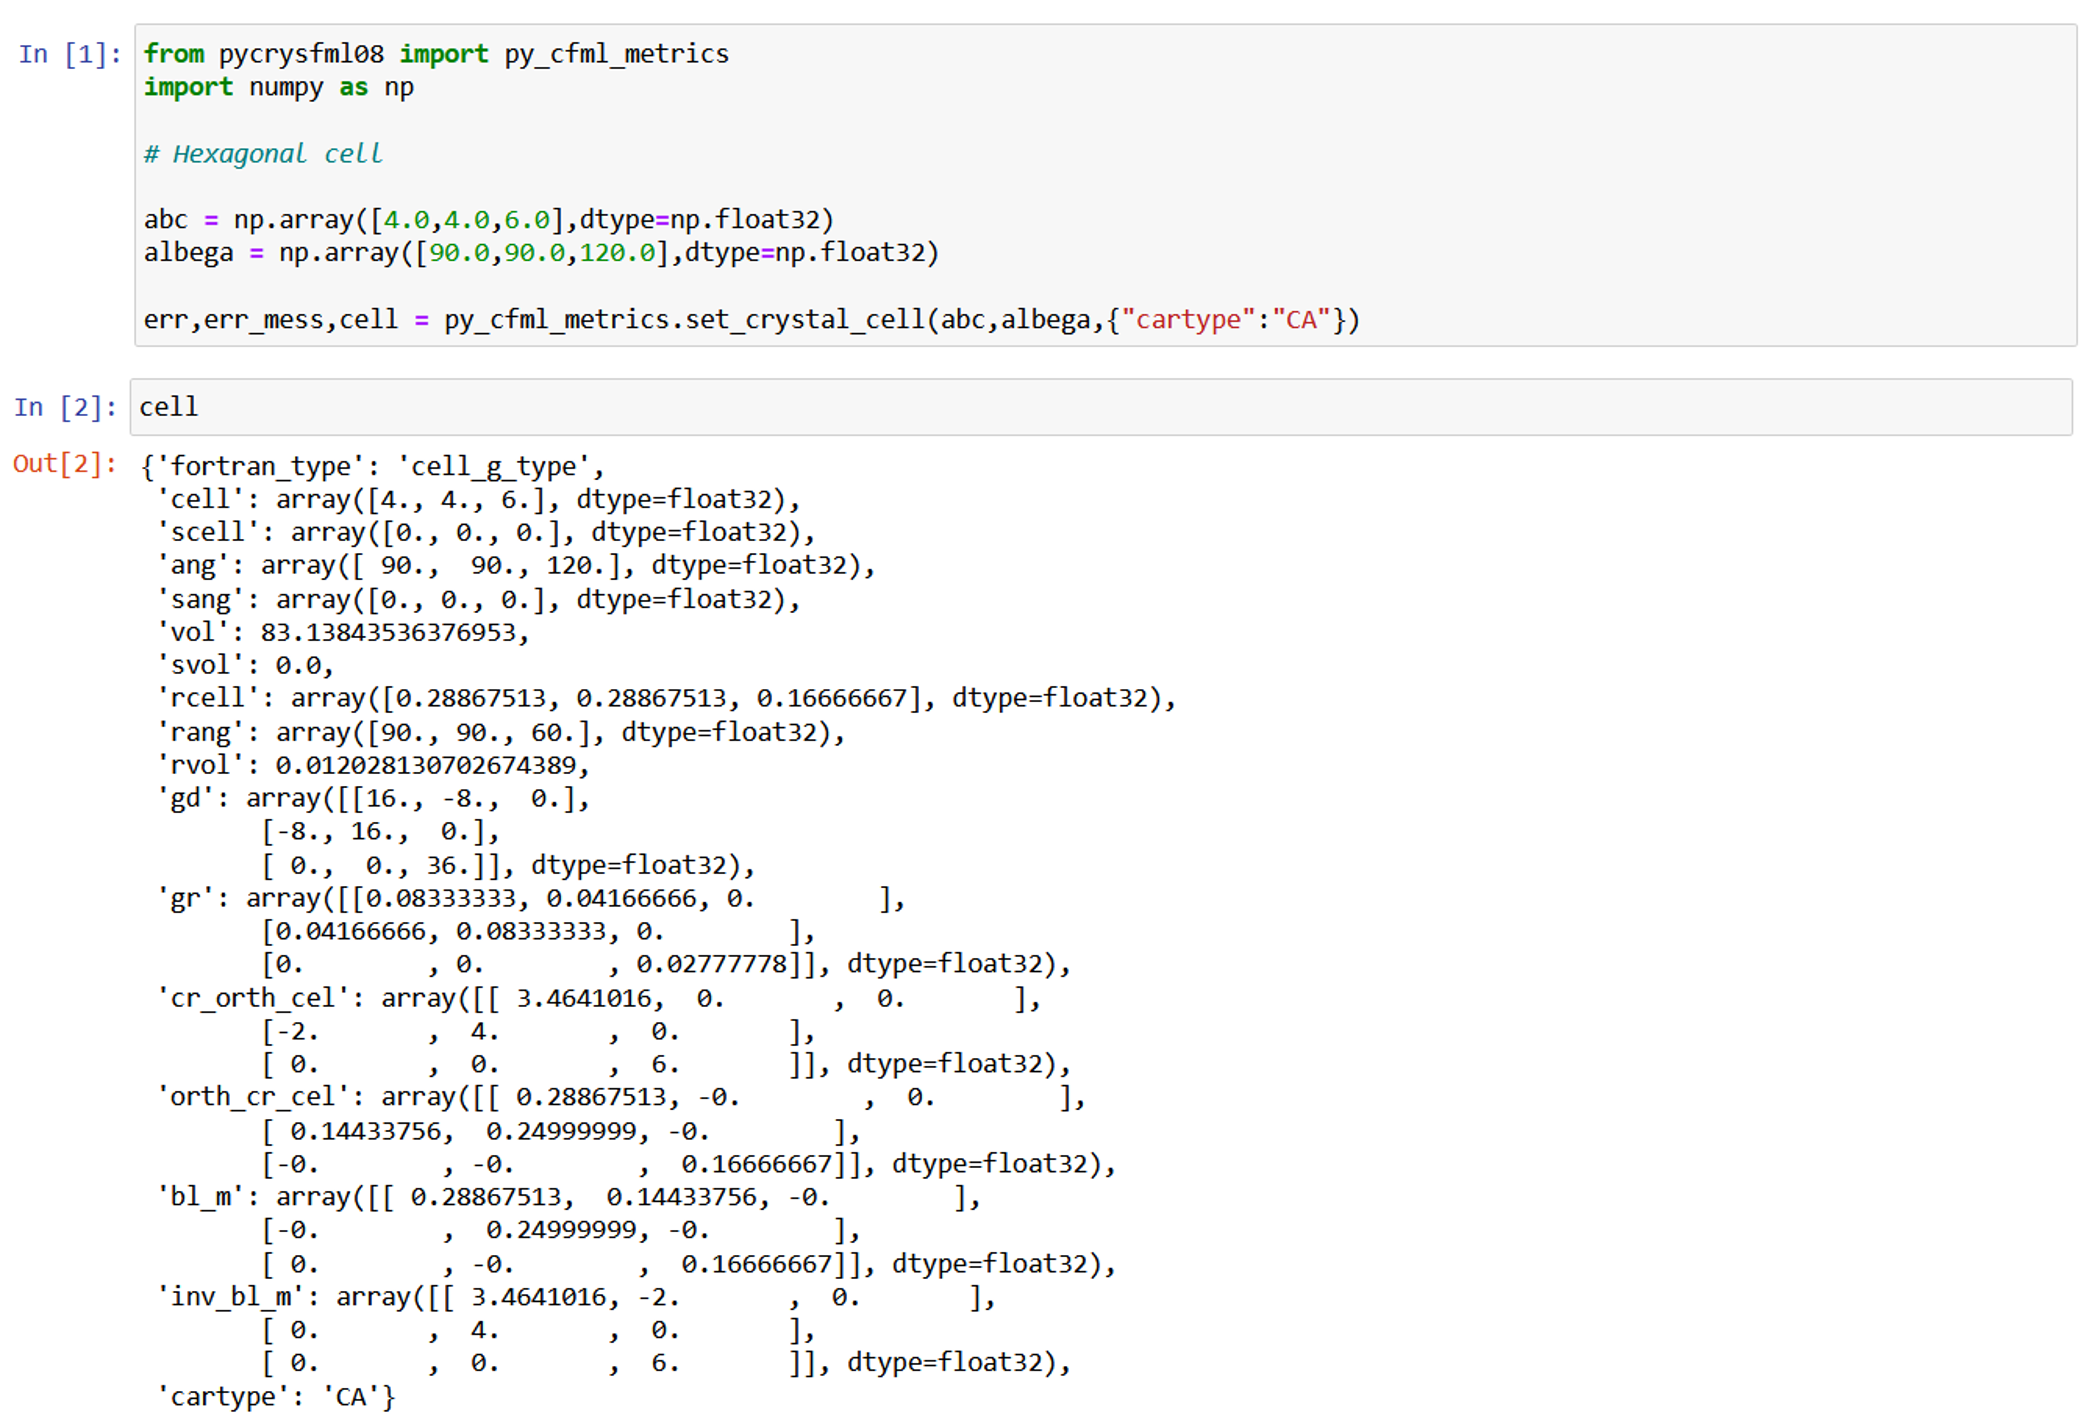 In [1]: from pycrysfml08 import py_cfml_metrics
import numpy as np
# Hexagonal cell
abc = np.array([4.0,4.0,6.0],dtype=np.float32)
albega = np.array([90.0,90.0,120.0],dtype=np.float32)
err,err_mess,cell = py_cfml_metrics.set_crystal_cell(abc,albega,{"cartype":"CA"})
In [2]: cell
Out[2]: {'fortran_type': 'cell_g_type',
'cell': array([4., 4., 6.], dtype=float32),
'scell': array([0., 0., 0.], dtype=float32),
'ang': array([ 90.,  90., 120.], dtype=float32),
'sang': array([0., 0., 0.], dtype=float32),
'vol': 83.13843536376953,
'svol': 0.0,
'rcell': array([0.28867513, 0.28867513, 0.16666667], dtype=float32),
'rang': array([90., 90., 60.], dtype=float32),
'rvol': 0.012028130702674389,
'gd': array([[16., -8.,  0.],
[-8., 16.,  0.],
[ 0.,  0., 36.]], dtype=float32),
'gr': array([[0.08333333, 0.04166666, 0.        ],
[0.04166666, 0.08333333, 0.        ],
[0.        , 0.        , 0.02777778]], dtype=float32),
'cr_orth_cel': array([[ 3.4641016,  0.       ,  0.       ],
[-2.       ,  4.       ,  0.       ],
[ 0.       ,  0.       ,  6.       ]], dtype=float32),
'orth_cr_cel': array([[ 0.28867513, -0.        ,  0.        ],
[ 0.14433756,  0.24999999, -0.        ],
[-0.        , -0.        ,  0.16666667]], dtype=float32),
'bl_m': array([[ 0.28867513,  0.14433756, -0.        ],
[-0.        ,  0.24999999, -0.        ],
[ 0.        , -0.        ,  0.16666667]], dtype=float32),
'inv_bl_m': array([[ 3.4641016, -2.       ,  0.       ],
[ 0.       ,  4.       ,  0.       ],
[ 0.       ,  0.       ,  6.       ]], dtype=float32),
'cartype': 'CA'}